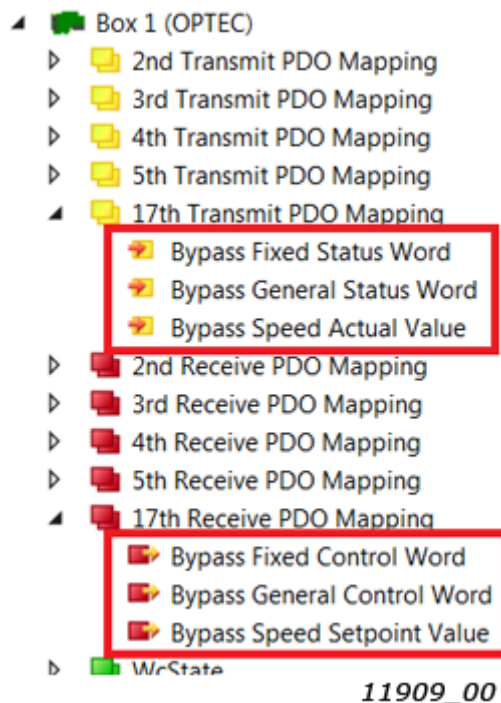 Box 1 (OPTEC)
2nd Transmit PDO Mapping
3rd Transmit PDO Mapping
4th Transmit PDO Mapping
5th Transmit PDO Mapping
17th Transmit PDO Mapping
Bypass Fixed Status Word
Bypass General Status Word
Bypass Speed Actual Value
2nd Receive PDO Mapping
3rd Receive PDO Mapping
4th Receive PDO Mapping
5th Receive PDO Mapping
17th Receive PDO Mapping
Bypass Fixed Control Word
Bypass General Control Word
Bypass Speed Setpoint Value
WcState
11909_00